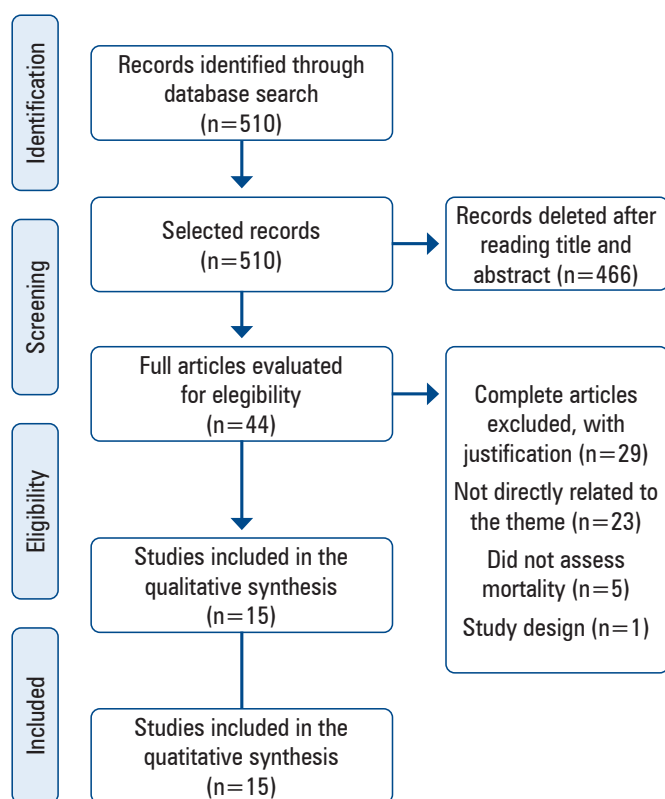 Identification
Records identified through
database search
(n=510)
Screening
Selected records
(n=510)
Records deleted after
reading title and
abstract (n=466)
Full articles evaluated
for elegibility
(n=44)
Complete articles
excluded, with
justification (n=29)
Not directly related to
the theme (n=23)
Did not assess
mortality (n=5)
Study design (n=1)
Eligibility
Studies included in the
qualitative synthesis
(n=15)
Included
Studies included in the
quatitative synthesis
(n=15)